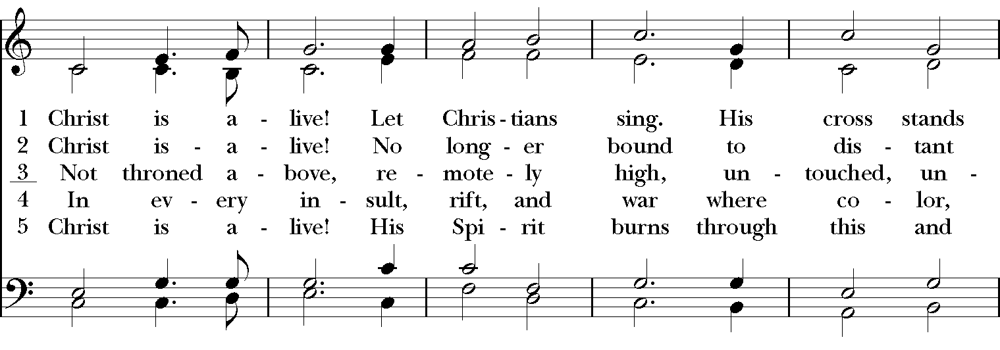 1 Christ is a - live! Let Chris - tians sing. His cross stands
2 Christ is - a - live! No long - er bound to dis - tant
3 Not throned a - bove, re - mote - ly high, un - touched, un -
4 In ev - ery in - sult, rift, and war where co - lor,
5 Christ is a - live! His Spi - rit burns through this and